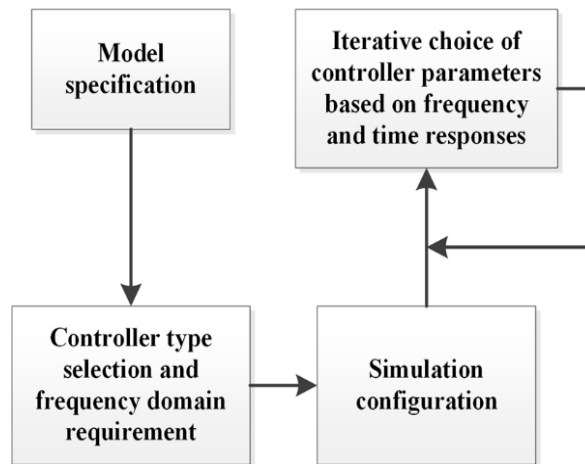 Model
specification
Iterative choice of
controller parameters
based on frequency
and time responses
Controller type
selection and
frequency domain
requirement
Simulation
configuration